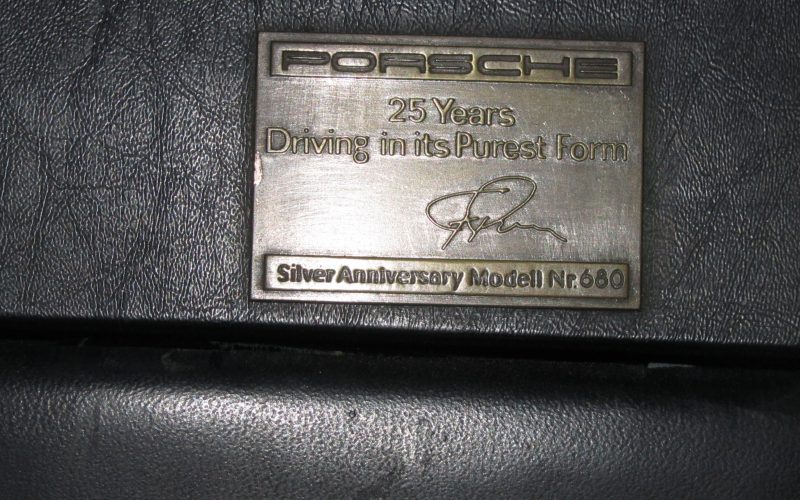 PORSCHE
25 Years
Driving in its Purest Form
Silver Anniversary Modell Nr. 680